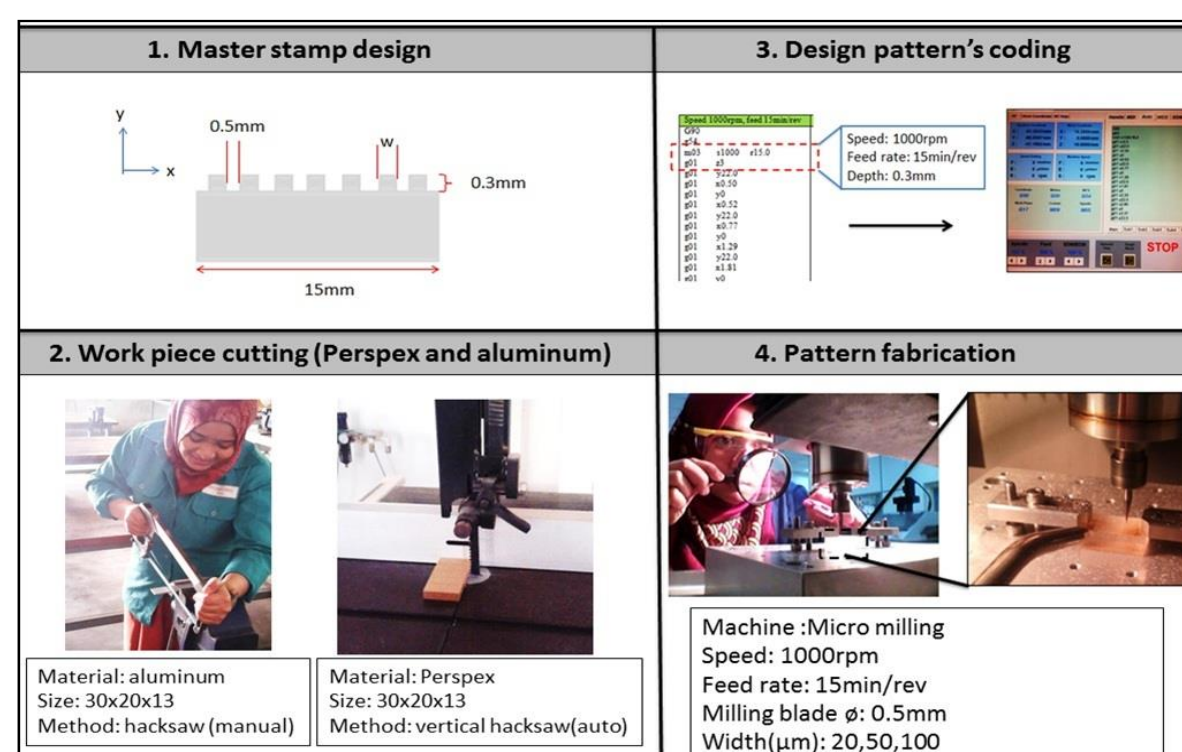 1. Master stamp design
y
x
0.5mm
w
0.3mm
15mm
2. Work piece cutting (Perspex and aluminum)
Material: aluminum
Size: 30x20x13
Method: hacksaw (manual)
Material: Perspex
Size: 30x20x13
Method: vertical hacksaw(auto)
3. Design pattern's coding
Speed 1000rpm, feed 15min/rev
G90
m03 s1000 f15.0
g01 z3
g01 y22.0
g01 x0.50
g01 y0
g01 x0.52
g01 y22.0
g01 x0.77
g01 y0
g01 x1.29
g01 y22.0
g01 x1.81
g01 y0
Speed: 1000rpm
Feed rate: 15min/rev
Depth: 0.3mm
STOP
4. Pattern fabrication
Machine :Micro milling
Speed: 1000rpm
Feed rate: 15min/rev
Milling blade ø: 0.5mm
Width(μm): 20,50,100